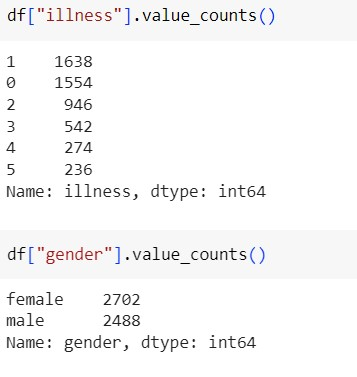 df["illness"].value_counts()
1    1638
0    1554
2     946
3     542
4     274
5     236
Name: illness, dtype: int64
df["gender"].value_counts()
female    2702
male      2488
Name: gender, dtype: int64